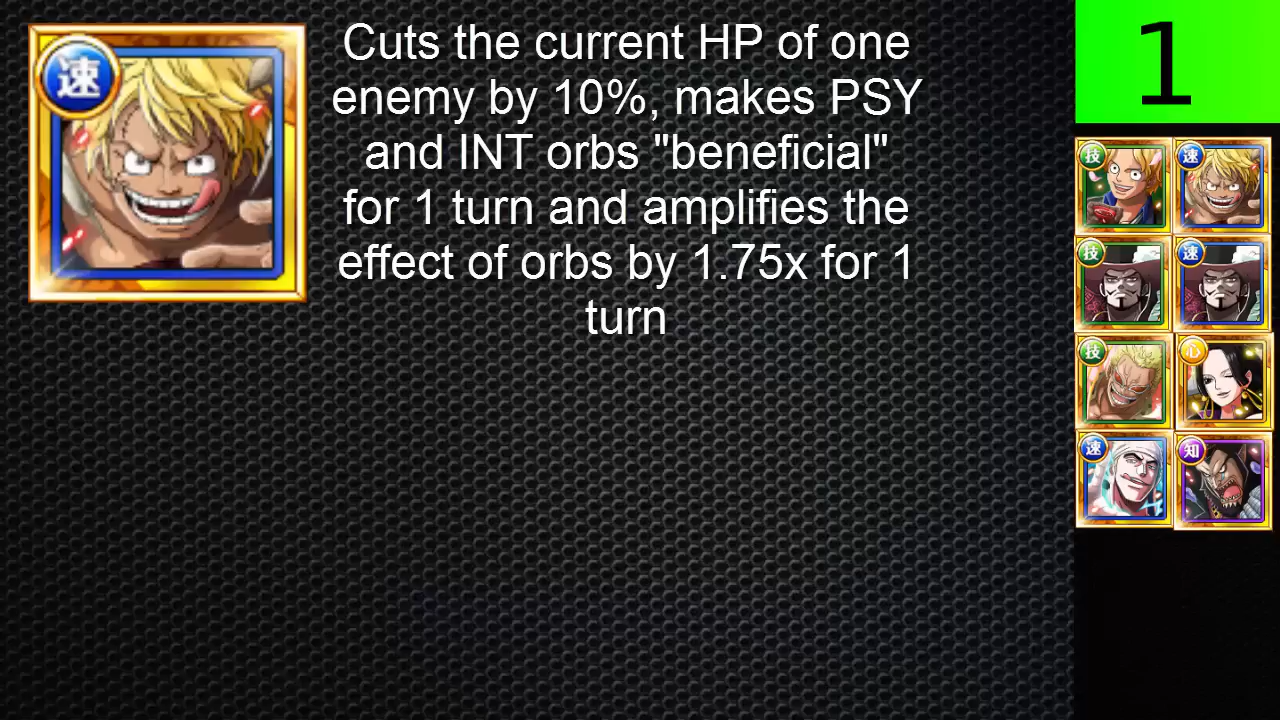 速
Cuts the current HP of one
enemy by 10%, makes PSY
and INT orbs "beneficial"
for 1 turn and amplifies the
effect of orbs by 1.75x for 1
turn
1
技 速
技 速
技 心
速 知